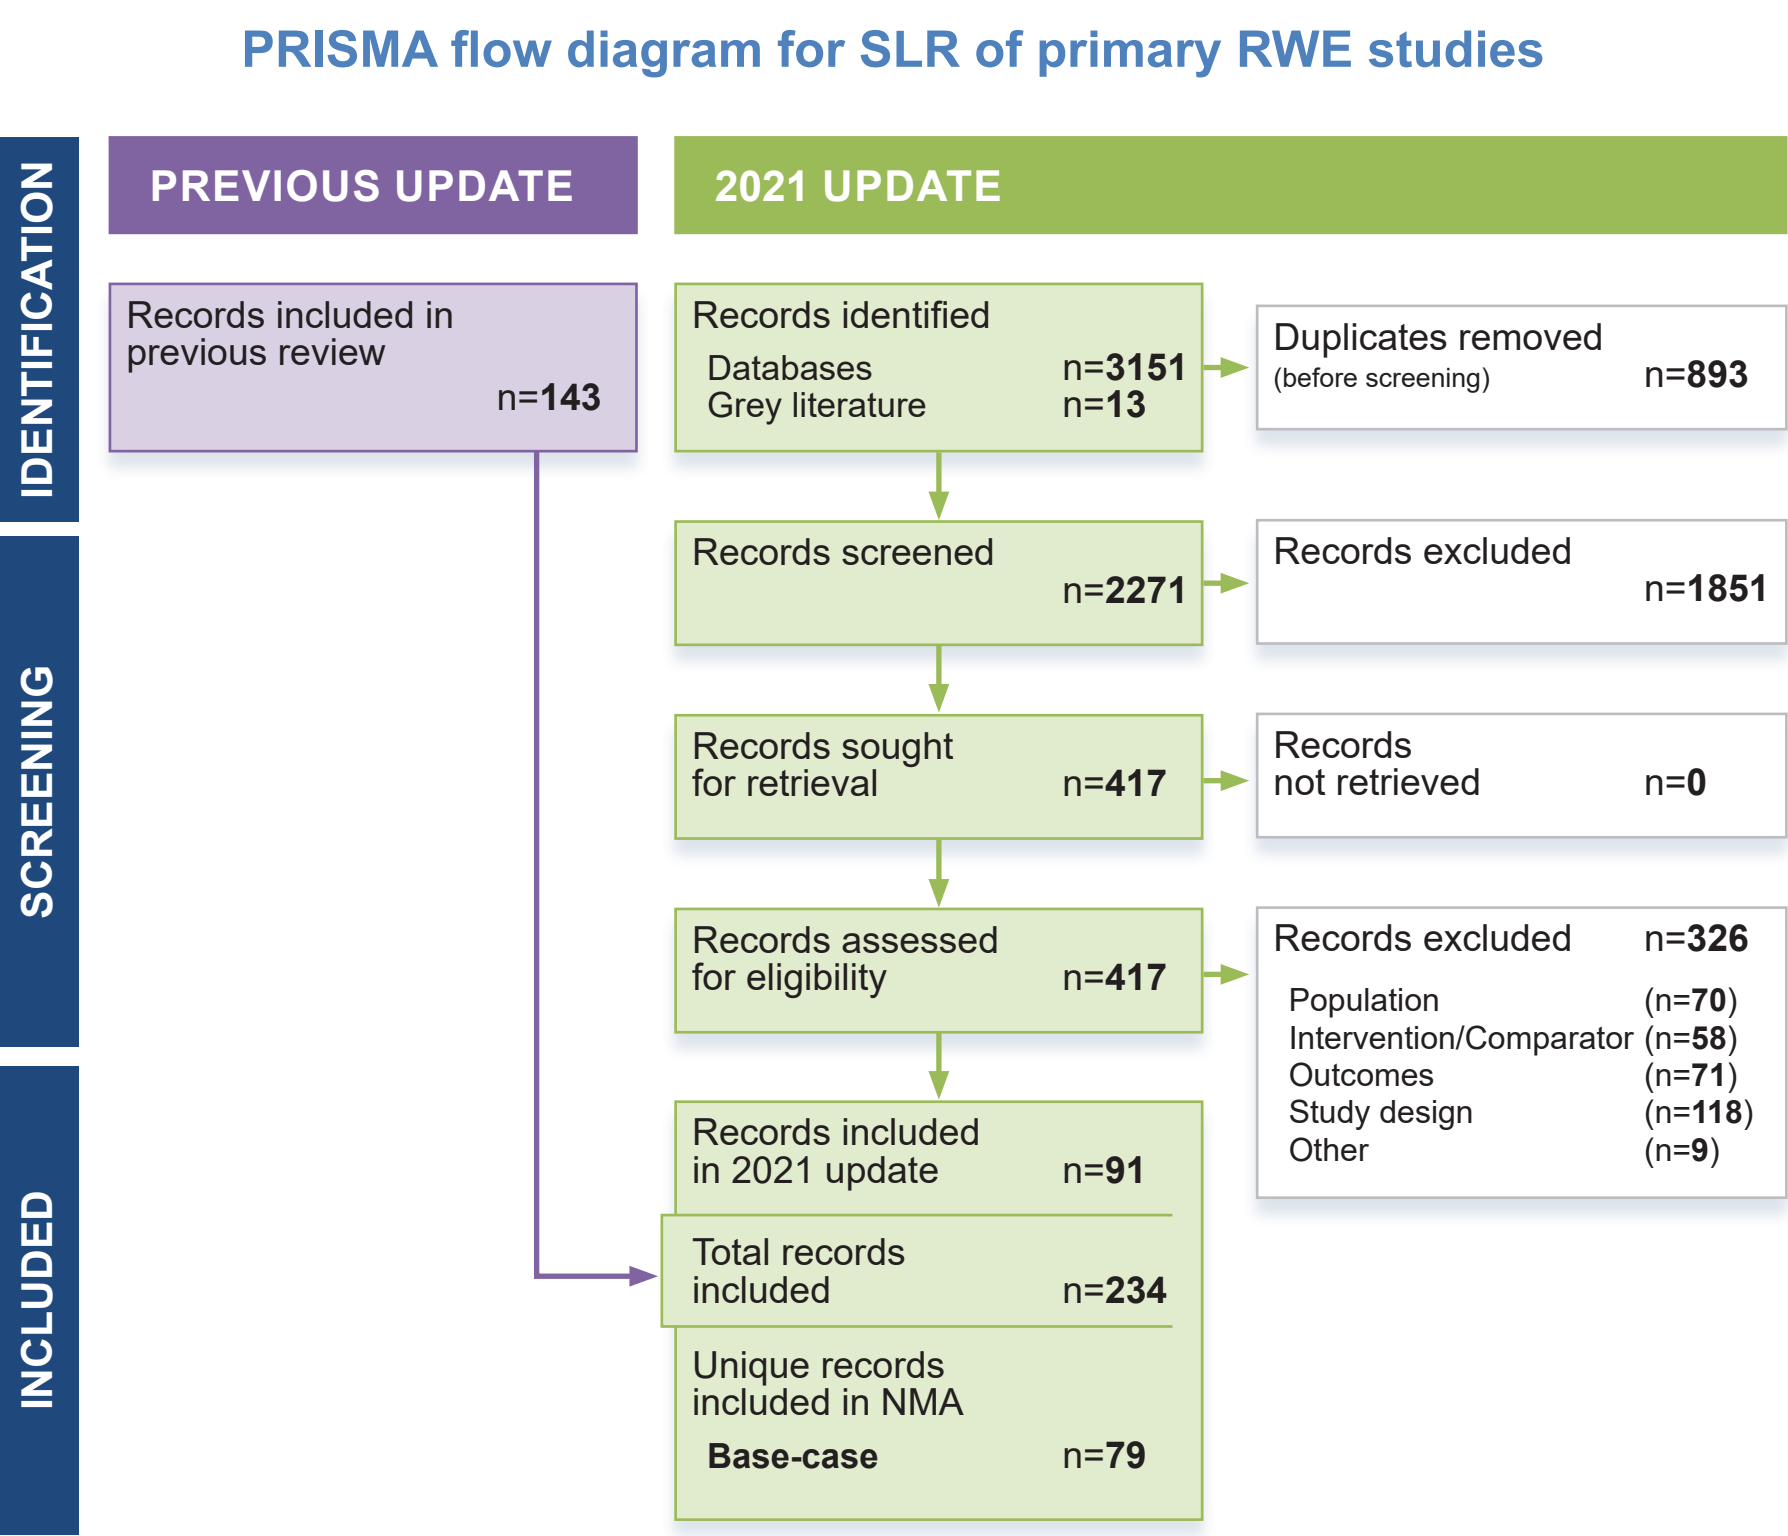 PRISMA flow diagram for SLR of primary RWE studies
IDENTIFICATION
PREVIOUS UPDATE
2021 UPDATE
Records included in
previous review
n=143
Records identified
Databases n=3151
Grey literature n=13
Duplicates removed
(before screening) n=893
SCREENING
Records screened
n=2271
Records excluded
n=1851
Records sought
for retrieval n=417
Records
not retrieved n=0
Records assessed
for eligibility n=417
Records excluded n=326
Population (n=70)
Intervention/Comparator (n=58)
Outcomes (n=71)
Study design (n=118)
Other (n=9)
INCLUDED
Records included
in 2021 update n=91
Total records
included n=234
Unique records
included in NMA
Base-case n=79